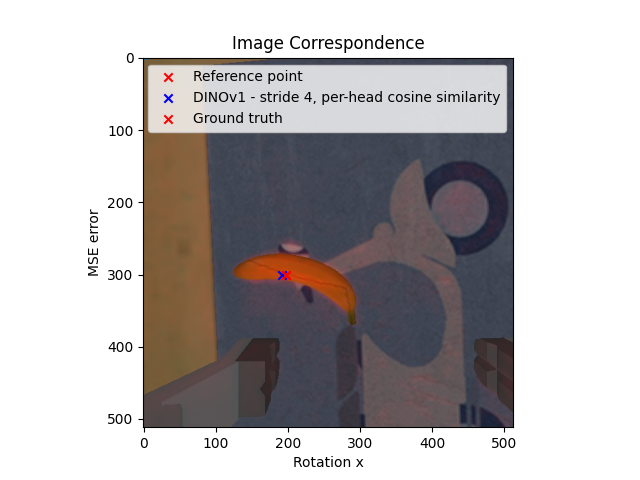 Image Correspondence
Reference point
DINOv1 - stride 4, per-head cosine similarity
Ground truth
MSE error
0
100
200
300
400
500
0 100 200 300 400 500
Rotation x